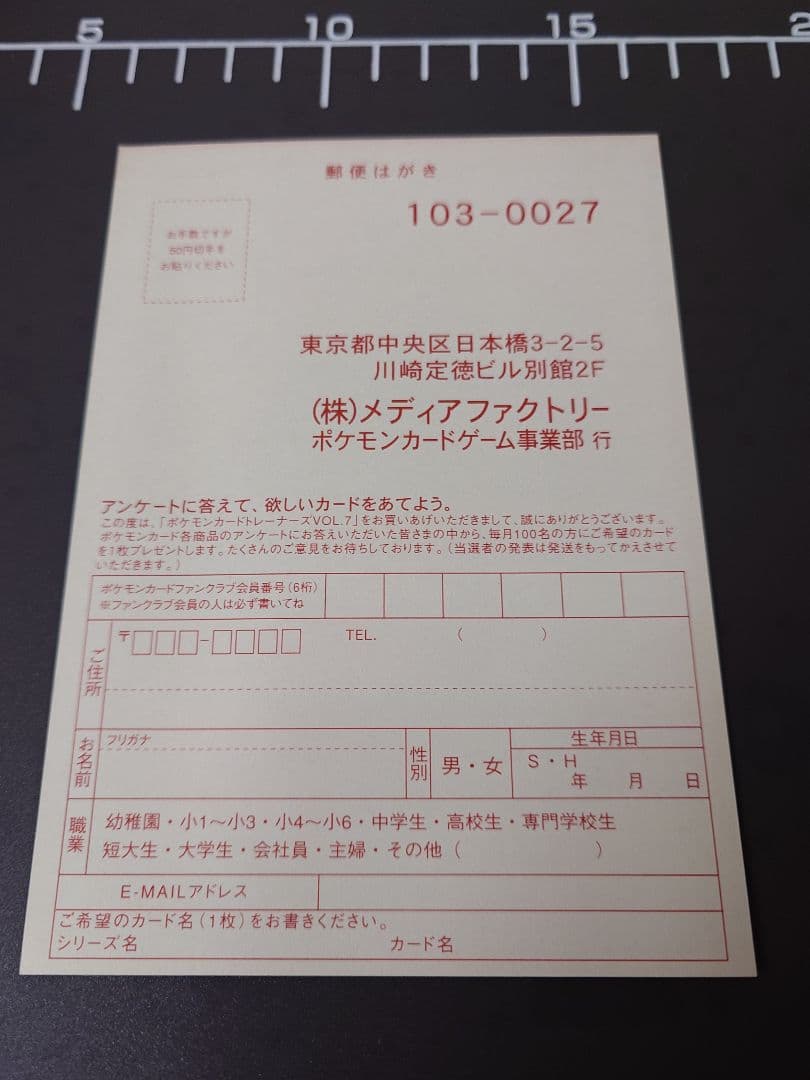 5 10 15 2
郵便はがき
103-0027
お手数ですが
50円切手を
お貼りください
東京都中央区日本橋3-2-5
川崎定徳ビル別館2F
(株)メディアファクトリー
ポケモンカードゲーム事業部 行
アンケートに答えて、欲しいカードをあてよう。
この度は、「ポケモンカードトレーナーズVOL.7」をお買いあげいただきまして、誠にありがとうございます。
ポケモンカード各商品のアンケートにお答えいただいた皆さまの中から、毎月100名の方にご希望のカード
を1枚プレゼントします。たくさんのご意見をお待ちしております。(当選者の発表は発送をもってかえさせて
いただきます。)
ポケモンカードファンクラブ会員番号(6桁)
※ファンクラブ会員の人は必ず書いてね
ご住所
〒□□□-□□□□ TEL. ( )
お名前
フリガナ
性別
男・女
生年月日
S・H
年 月 日
職業
幼稚園・小1～小3・小4～小6・中学生・高校生・専門学校生
短大生・大学生・会社員・主婦・その他( )
E-MAILアドレス
ご希望のカード名(1枚)をお書きください。
シリーズ名 カード名